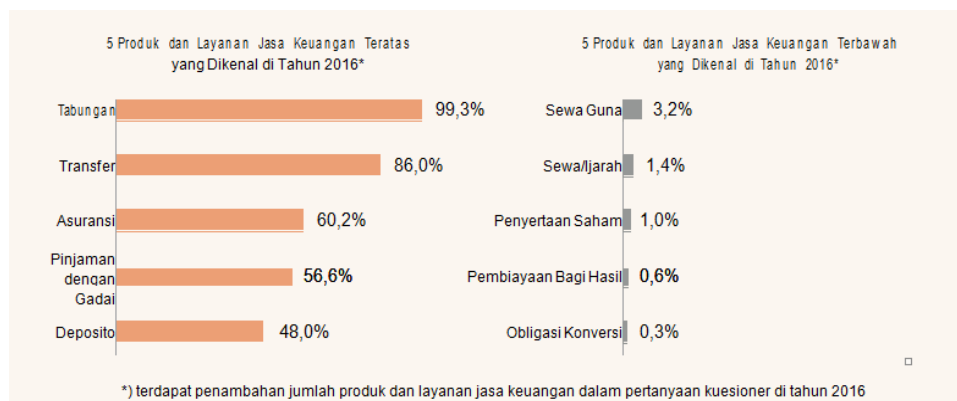 5 Produk dan Layanan Jasa Keuangan Teratas
yang Dikenal di Tahun 2016*
Tabungan 99,3%
Transfer 86,0%
Asuransi 60,2%
Pinjaman
dengan
Gadai
56,6%
Deposito 48,0%
5 Produk dan Layanan Jasa Keuangan Terbawah
yang Dikenal di Tahun 2016*
Sewa Guna 3,2%
Sewa/Ijarah 1,4%
Penyertaan Saham 1,0%
Pembiayaan Bagi Hasil 0,6%
Obligasi Konversi 0,3%
*) terdapat penambahan jumlah produk dan layanan jasa keuangan dalam pertanyaan kuesioner di tahun 2016